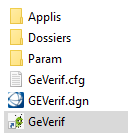 Applis
Dossiers
Param
GeVerif.cfg
GEVerif.dgn
GeVerif